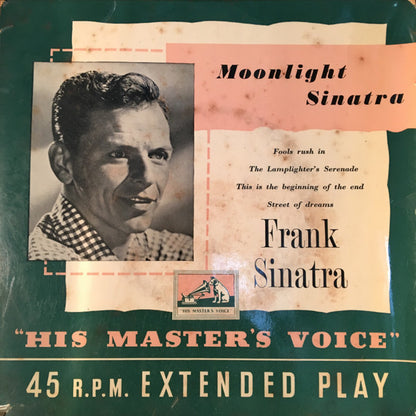 Moonlight
Sinatra
Fools rush in
The Lamplighter's Serenade
This is the beginning of the end
Street of dreams
Frank
Sinatra
HIS MASTER'S VOICE
"HIS MASTER'S VOICE"
45 R.P.M. EXTENDED PLAY